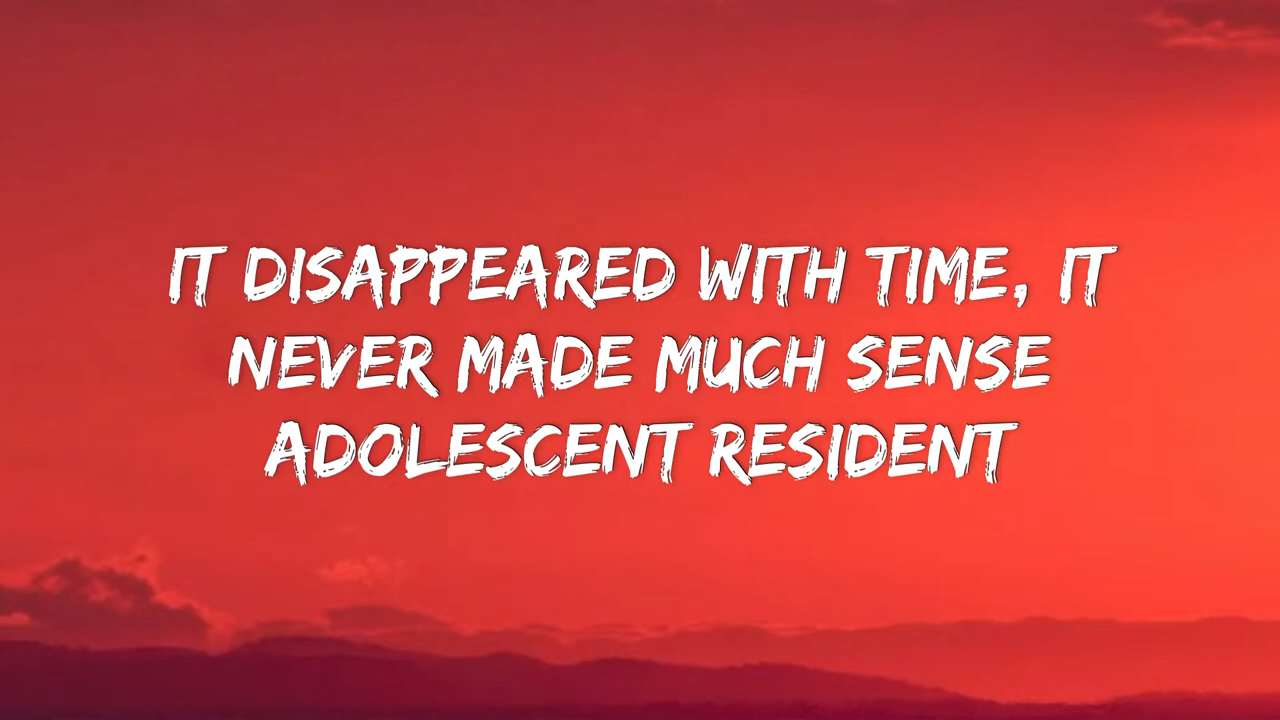 IT DISAPPEARED WITH TIME, IT
NEVER MADE MUCH SENSE
ADOLESCENT RESIDENT